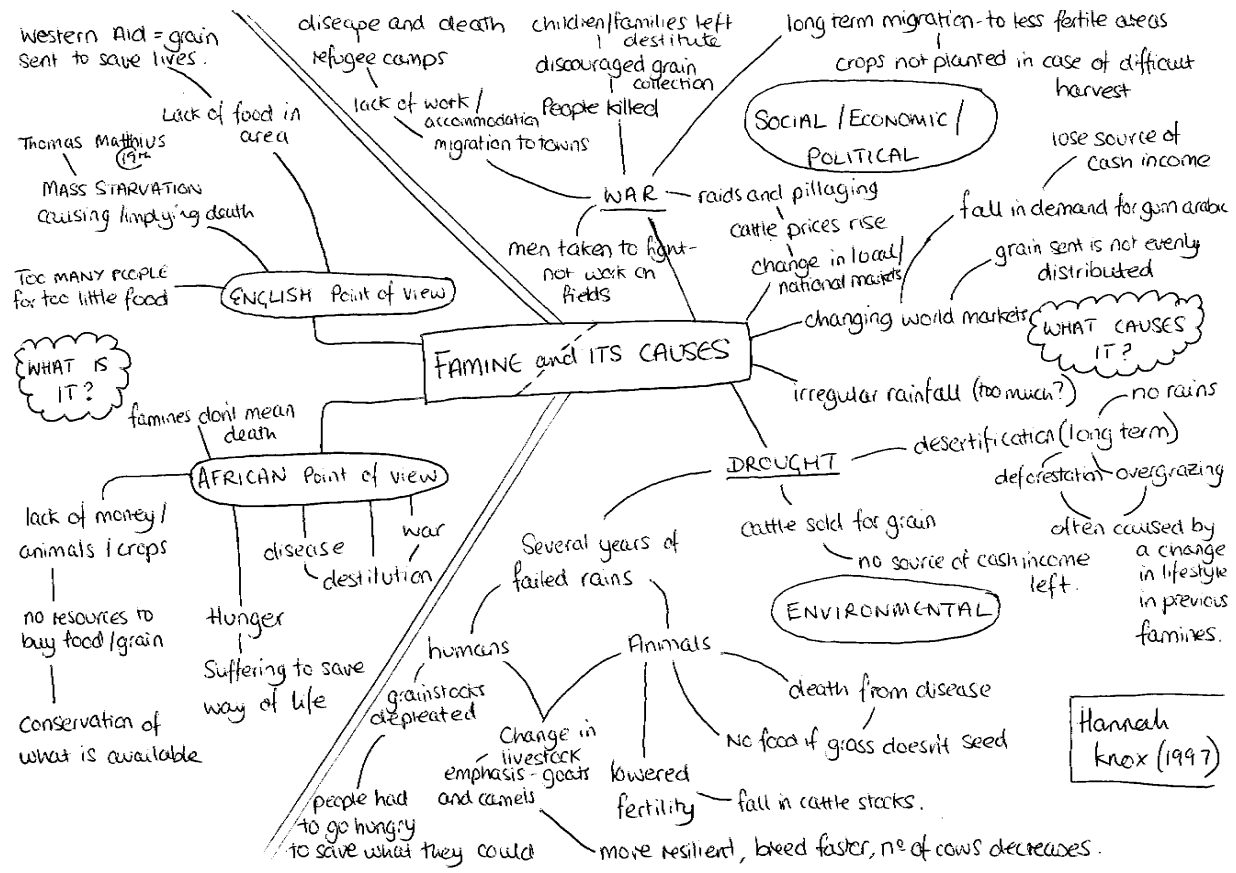 Western Aid = grain
sent to save lives.
Lack of food in
area
Thomas Matthius
19th
MASS STARVATION
causing/implying death
TOO MANY PEOPLE
for too little food
ENGLISH Point of view
WHAT IS
IT?
disease and death
refugee camps
lack of work/
accommodation
migration to towns
children/families left
destitute
discouraged grain
collection
People killed
long term migration - to less fertile areas
crops not planted in case of difficult
harvest
SOCIAL / ECONOMIC /
POLITICAL
WAR
raids and pillaging
cattle prices rise
change in local/
national markets
men taken to fight -
not work on
fields
lose source of
cash income
fall in demand for gum arabic
grain sent is not evenly
distributed
changing world markets
WHAT CAUSES
IT?
FAMINE and ITS CAUSES
irregular rainfall (too much?)
no rains
desertification (long term)
deforestation
overgrazing
often caused by
a change
in lifestyle
in previous
famines.
DROUGHT
cattle sold for grain
no source of cash income
left.
ENVIRONMENTAL
Several years of
failed rains
humans
Animals
grainstocks
depleated
people had
to go hungry
to save what they could
Change in
livestock
emphasis - goats
and camels
more resilient, breed faster, nº of cows decreases.
lowered
fertility
fall in cattle stocks.
No food if grass doesn't seed
death from disease
famines don't mean
death
AFRICAN Point of view
lack of money/
animals/crops
no resources to
buy food/grain
conservation of
what is available
Hunger
Suffering to save
way of life
disease
destitution
war
Hannah
Knox (1997)